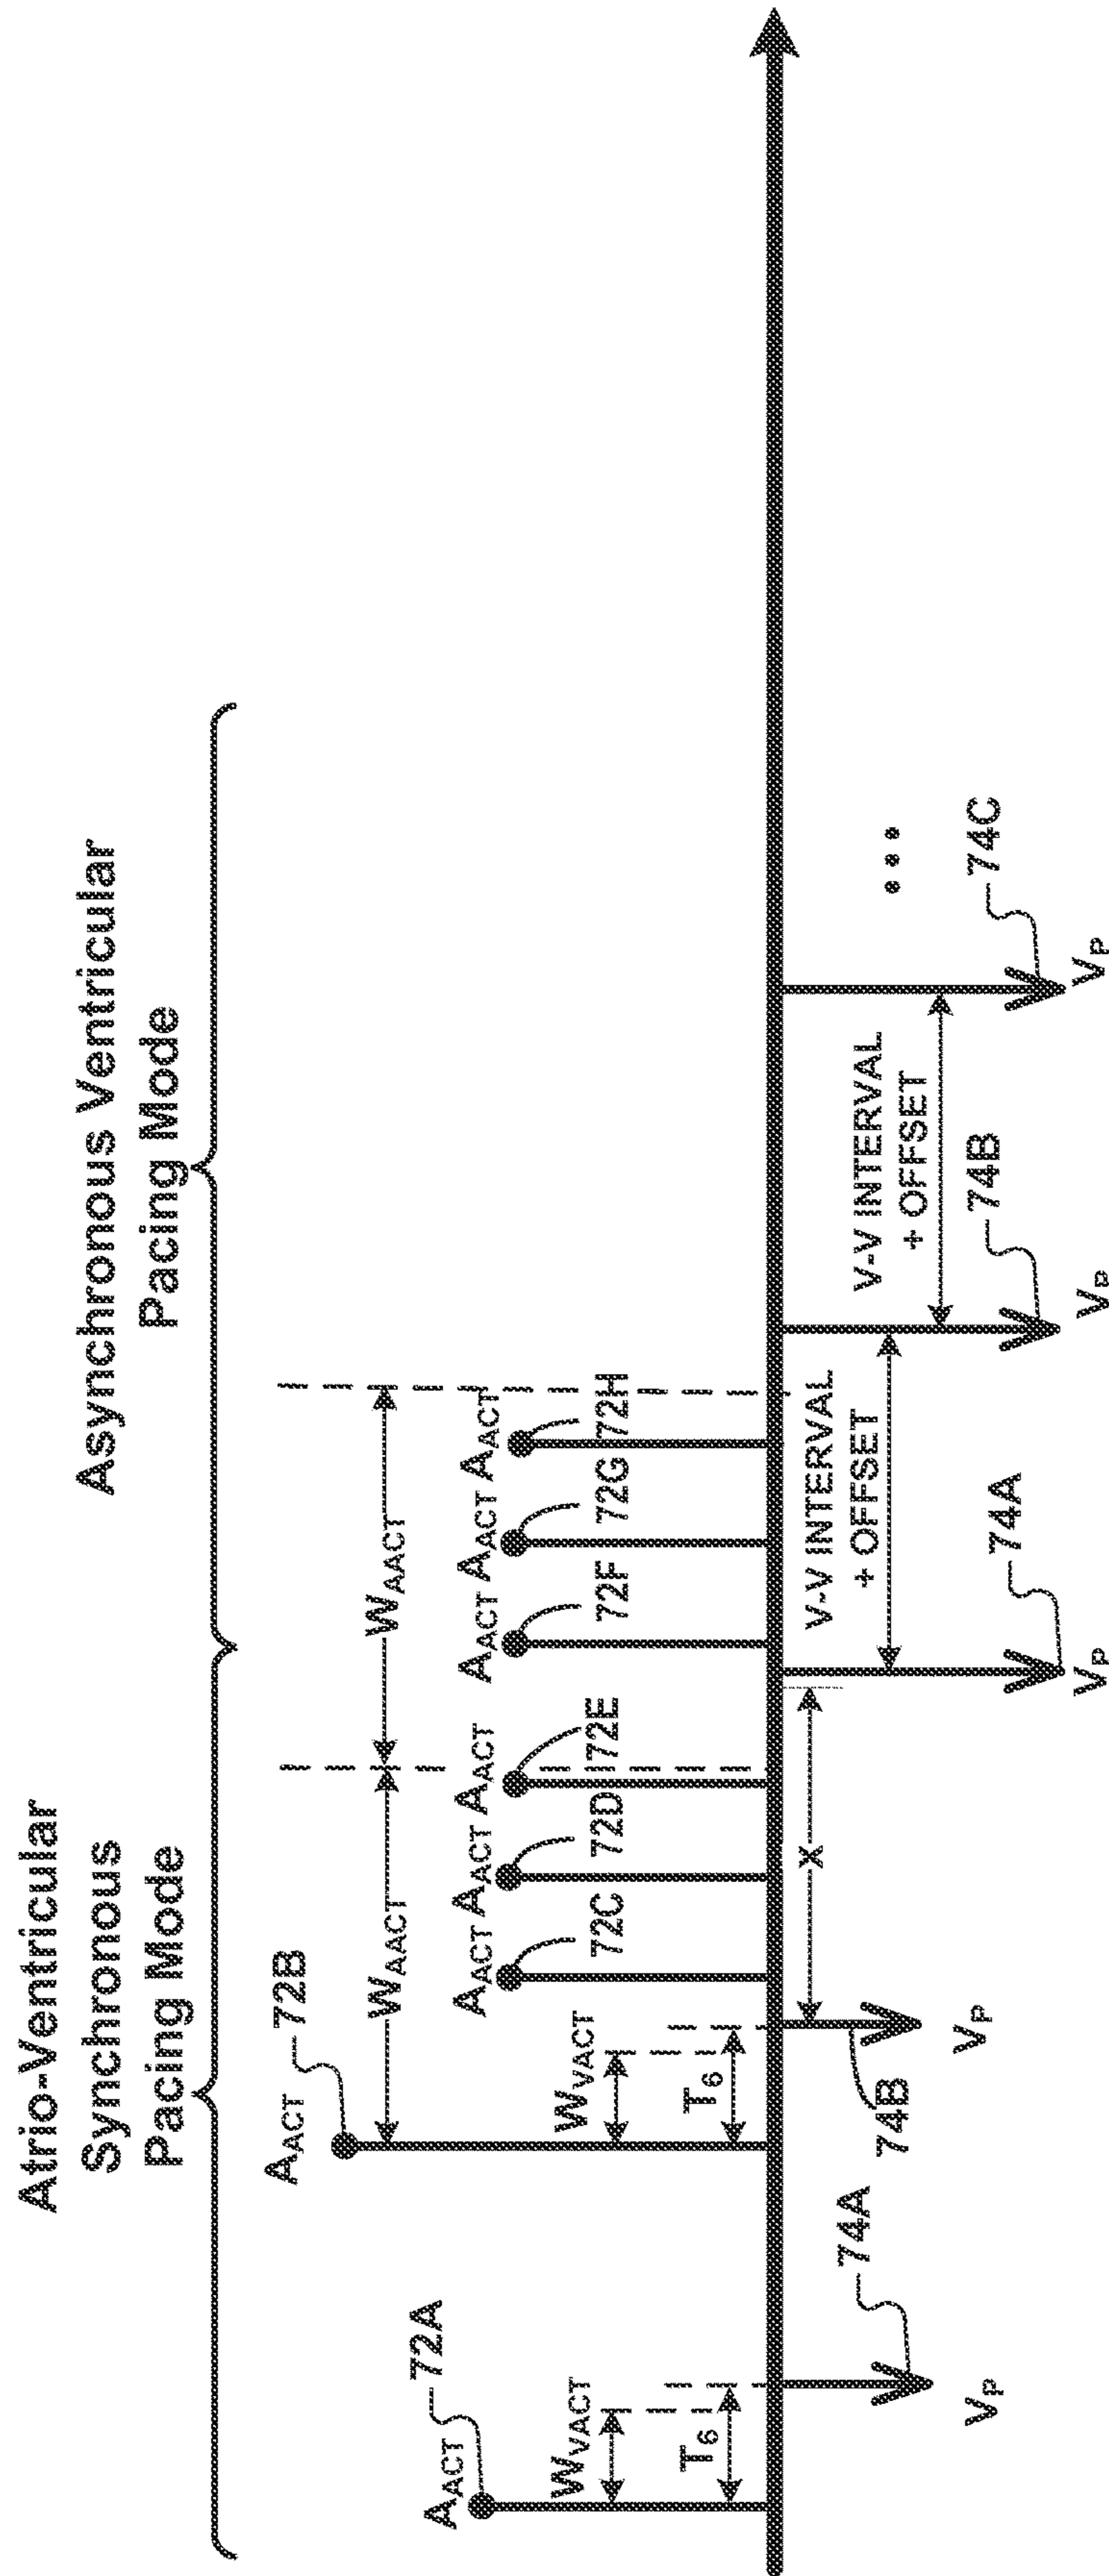 Atrio-Ventricular
Synchronous
Pacing Mode
Asynchronous Ventricular
Pacing Mode
AACT
72A
AACT
72B
WAACT
WAACT
AACT
AACT
AACT
AACT
AACT
AACT
72C
72D
72E
72F
72G
72H
WVACT
T6
WVACT
T6
74A
VP
74B
VP
X
V-V INTERVAL
+ OFFSET
V-V INTERVAL
+ OFFSET
74A
VP
74B
VP
74C
VP
...